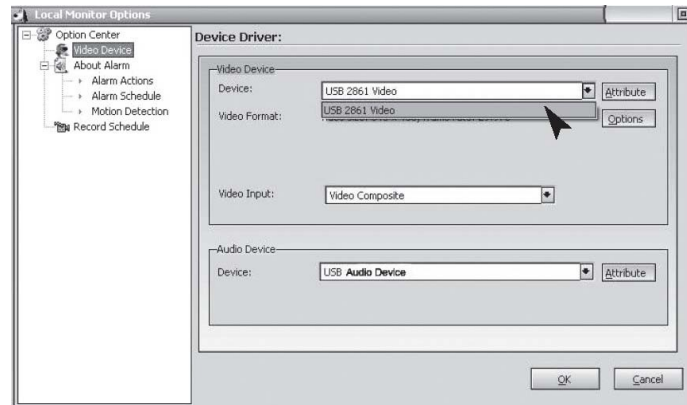 Local Monitor Options
Option Center
Video Device
About Alarm
Alarm Actions
Alarm Schedule
Motion Detection
Record Schedule
Device Driver:
Video Device
Device:
USB 2861 Video
Attribute
USB 2861 Video
Video Format:
Options
Video Input:
Video Composite
Audio Device
Device:
USB Audio Device
Attribute
OK
Cancel